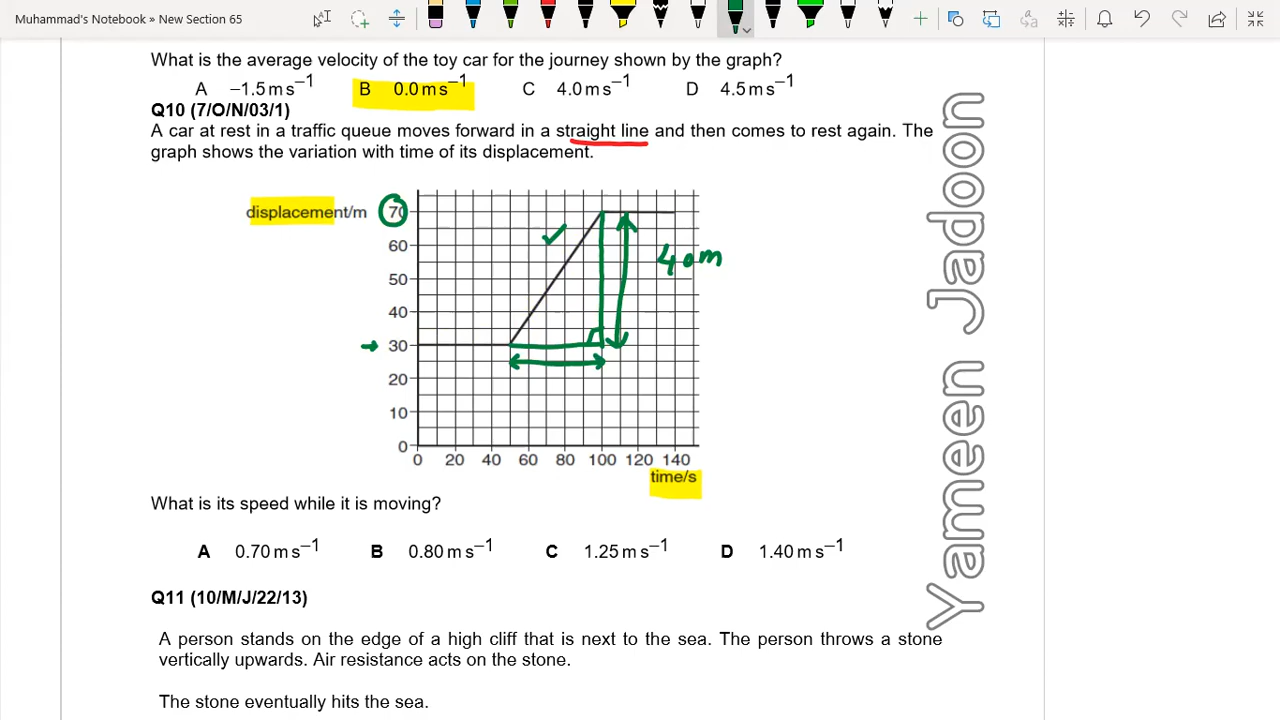 Muhammad's Notebook » New Section 65
What is the average velocity of the toy car for the journey shown by the graph?
A −1.5 m s−1 B 0.0 m s−1 C 4.0 m s−1 D 4.5 m s−1
Q10 (7/O/N/03/1)
A car at rest in a traffic queue moves forward in a straight line and then comes to rest again. The
graph shows the variation with time of its displacement.
displacement/m
70
60
50
40
30
20
10
0
40m
0 20 40 60 80 100 120 140
time/s
What is its speed while it is moving?
A 0.70 m s−1 B 0.80 m s−1 C 1.25 m s−1 D 1.40 m s−1
Q11 (10/M/J/22/13)
A person stands on the edge of a high cliff that is next to the sea. The person throws a stone
vertically upwards. Air resistance acts on the stone.
The stone eventually hits the sea.
Yameen Jadoon